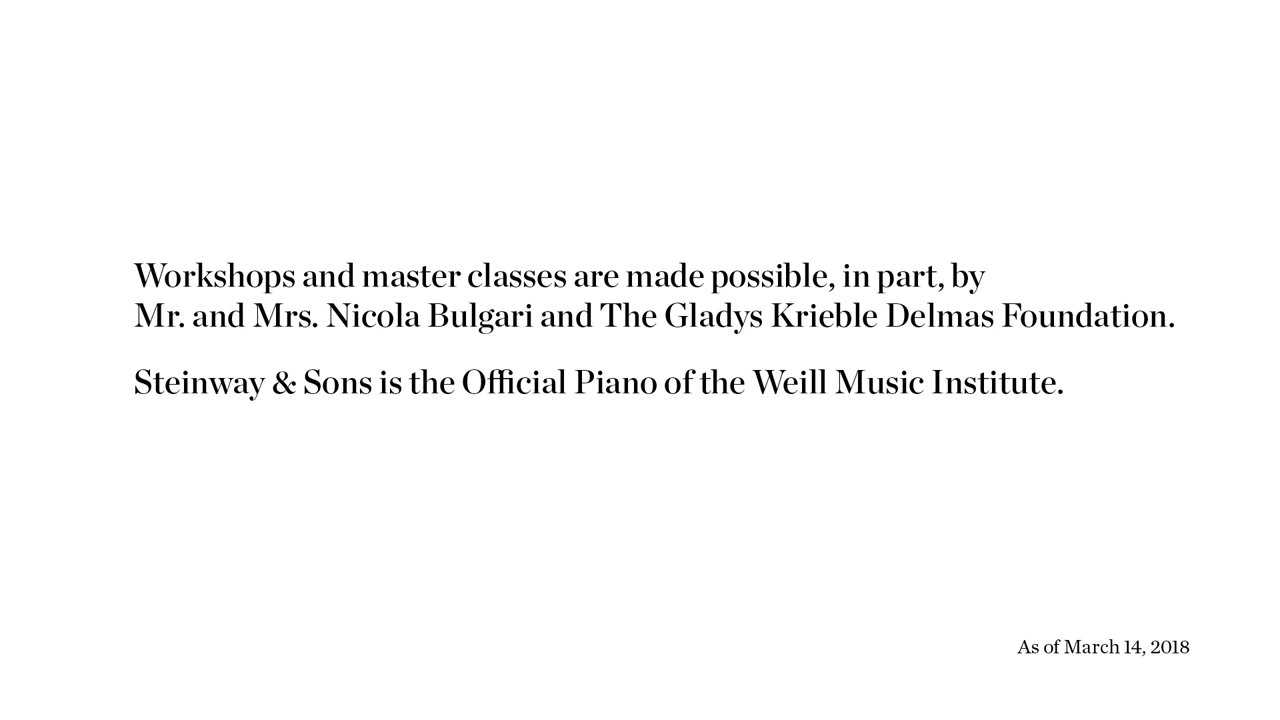 Workshops and master classes are made possible, in part, by
Mr. and Mrs. Nicola Bulgari and The Gladys Krieble Delmas Foundation.
Steinway & Sons is the Official Piano of the Weill Music Institute.
As of March 14, 2018